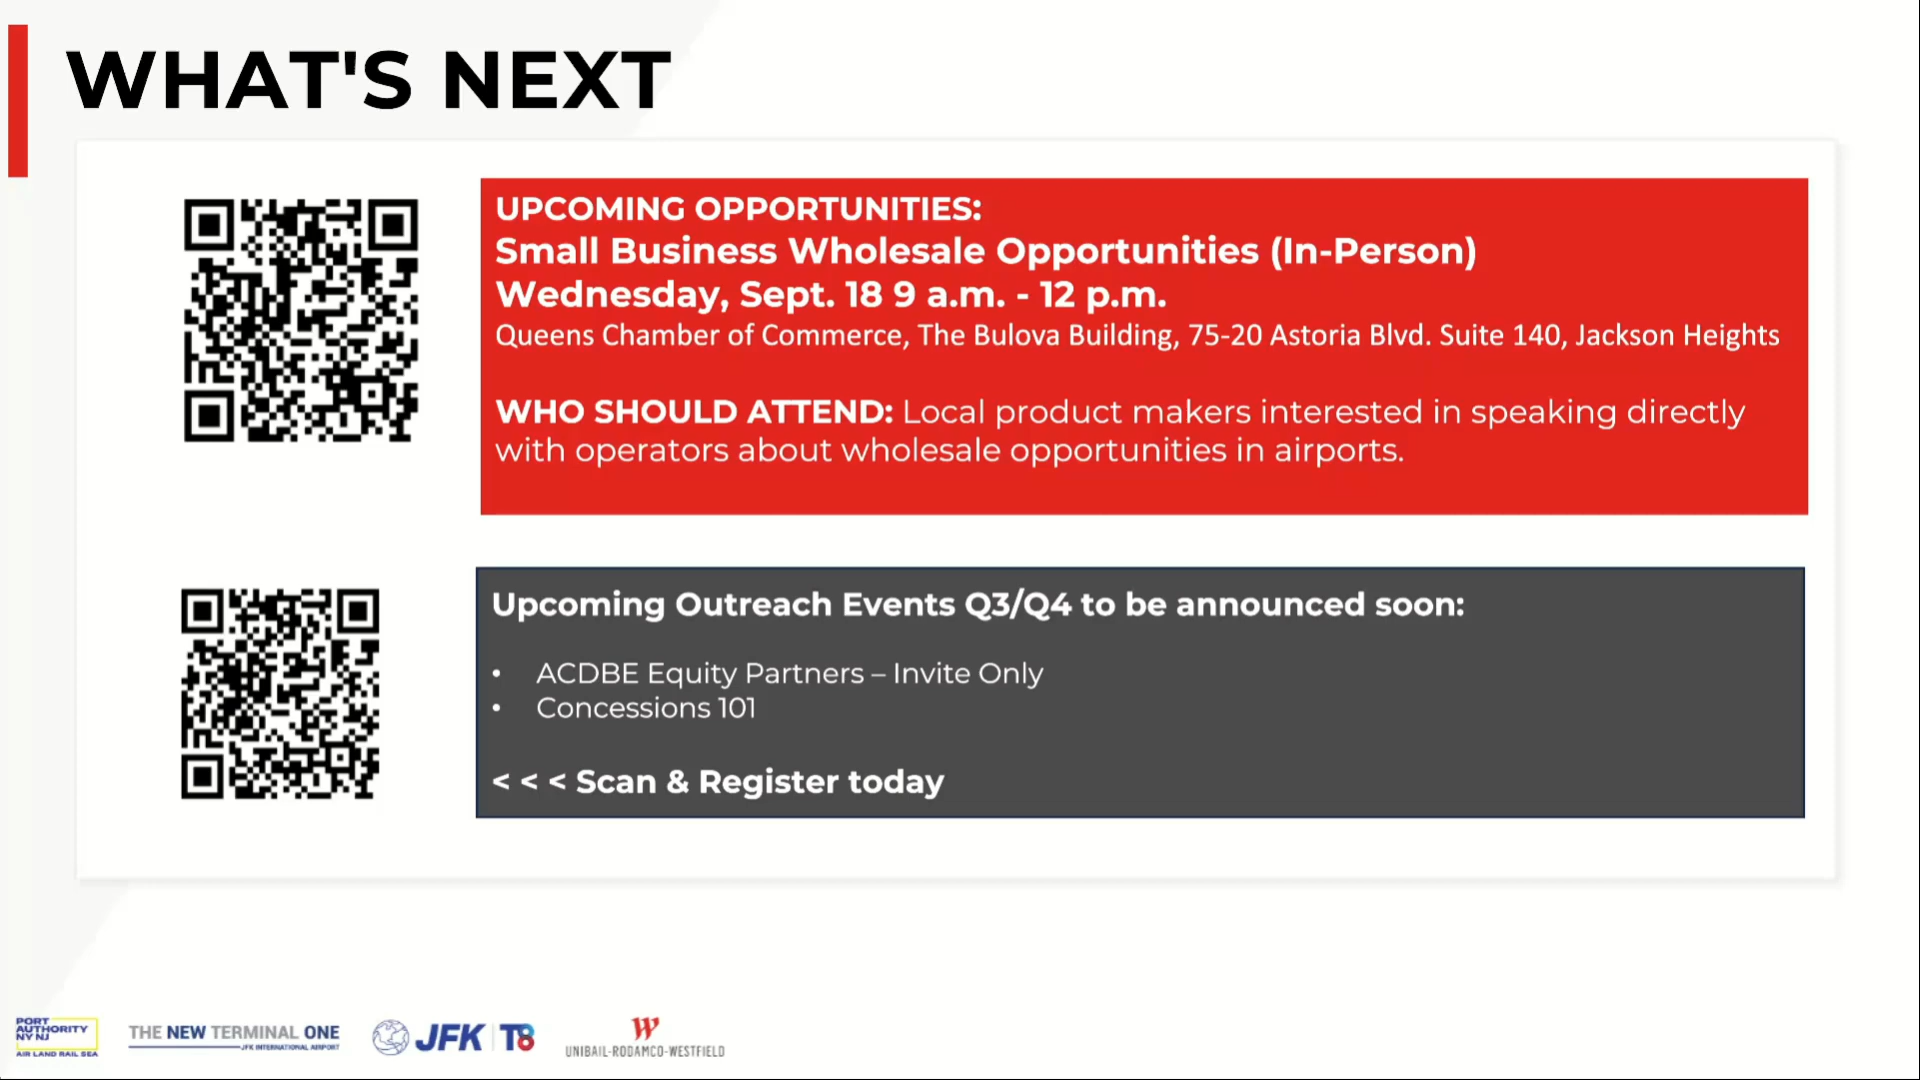 WHAT'S NEXT
UPCOMING OPPORTUNITIES:
Small Business Wholesale Opportunities (In-Person)
Wednesday, Sept. 18 9 a.m. - 12 p.m.
Queens Chamber of Commerce, The Bulova Building, 75-20 Astoria Blvd. Suite 140, Jackson Heights
WHO SHOULD ATTEND: Local product makers interested in speaking directly
with operators about wholesale opportunities in airports.
Upcoming Outreach Events Q3/Q4 to be announced soon:
• ACDBE Equity Partners – Invite Only
• Concessions 101
< < < Scan & Register today
PORT
AUTHORITY
NY NJ
AIR LAND RAIL SEA
THE NEW TERMINAL ONE
JFK INTERNATIONAL AIRPORT
JFK | T8
UNIBAIL-RODAMCO-WESTFIELD